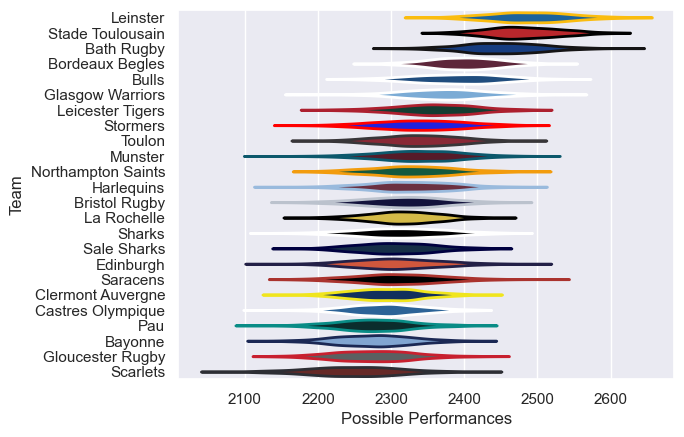 Leinster
Stade Toulousain
Bath Rugby
Bordeaux Begles
Bulls
Glasgow Warriors
Leicester Tigers
Stormers
Toulon
Munster
Northampton Saints
Harlequins
Bristol Rugby
La Rochelle
Sharks
Sale Sharks
Edinburgh
Saracens
Clermont Auvergne
Castres Olympique
Pau
Bayonne
Gloucester Rugby
Scarlets
Team
2100 2200 2300 2400 2500 2600
Possible Performances